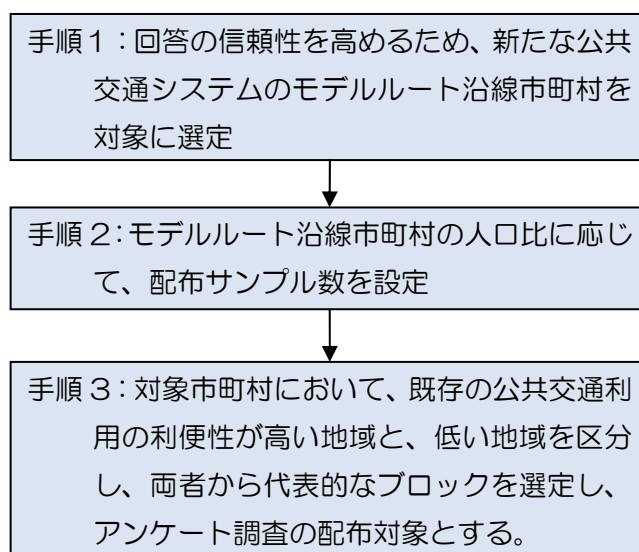 手順１：回答の信頼性を高めるため、新たな公共
交通システムのモデルルート沿線市町村を
対象に選定
手順２：モデルルート沿線市町村の人口比に応じ
て、配布サンプル数を設定
手順３：対象市町村において、既存の公共交通利
用の利便性が高い地域と、低い地域を区分
し、両者から代表的なブロックを選定し、
アンケート調査の配布対象とする。